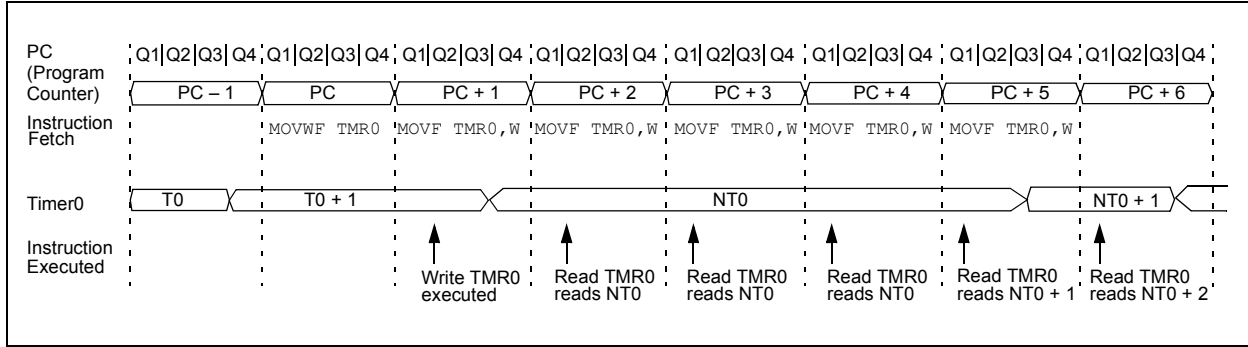 PC (Program Counter)
Q1|Q2|Q3|Q4 Q1|Q2|Q3|Q4 Q1|Q2|Q3|Q4 Q1|Q2|Q3|Q4 Q1|Q2|Q3|Q4 Q1|Q2|Q3|Q4 Q1|Q2|Q3|Q4 Q1|Q2|Q3|Q4
PC – 1 PC PC + 1 PC + 2 PC + 3 PC + 4 PC + 5 PC + 6
Instruction Fetch
MOVWF TMR0 MOVF TMR0,W MOVF TMR0,W MOVF TMR0,W MOVF TMR0,W MOVF TMR0,W
Timer0
T0 T0 + 1 NT0 NT0 + 1
Instruction Executed
Write TMR0 executed
Read TMR0 reads NT0
Read TMR0 reads NT0
Read TMR0 reads NT0
Read TMR0 reads NT0 + 1
Read TMR0 reads NT0 + 2